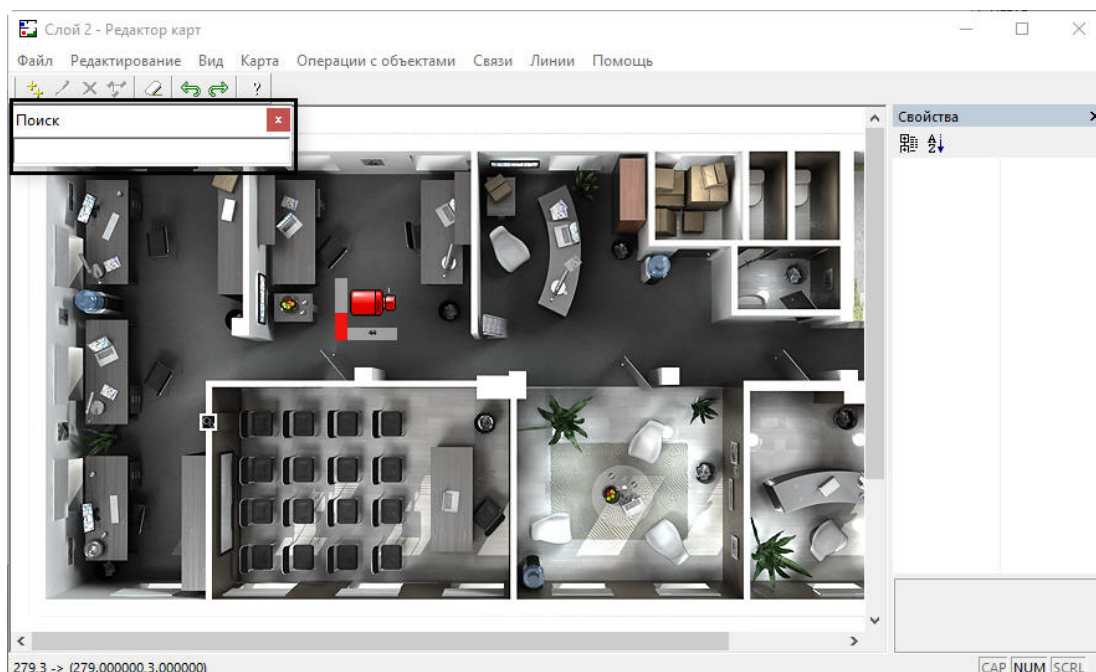 Слой 2 - Редактор карт
Файл Редактирование Вид Карта Операции с объектами Связи Линии Помощь
?
Поиск
x
Свойства
A
Z
44
279,3 -> (279,000000,3,000000)
CAP NUM SCRL